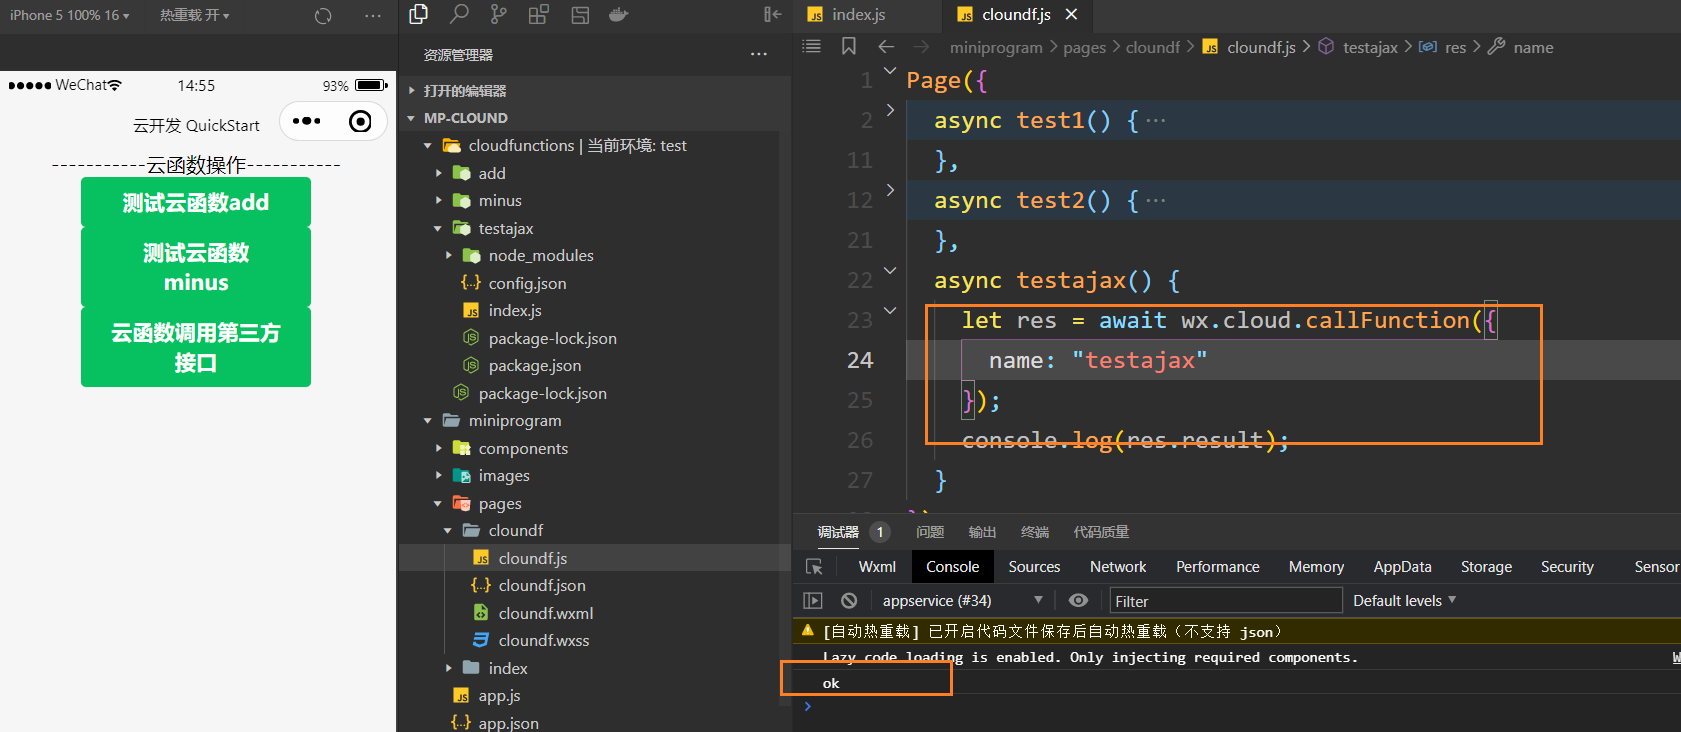 iPhone 5 100% 16
热重载 开
WeChat
14:55
93%
云开发 QuickStart
-----------云函数操作-----------
测试云函数add
测试云函数
minus
云函数调用第三方
接口
资源管理器
打开的编辑器
MP-CLOUND
cloudfunctions | 当前环境: test
add
minus
testajax
node_modules
config.json
index.js
package-lock.json
package.json
package-lock.json
miniprogram
components
images
pages
cloundf
cloundf.js
cloundf.json
cloundf.wxml
cloundf.wxss
index
app.js
app.json
index.js
cloundf.js
miniprogram > pages > cloundf > cloundf.js > testajax > res > name
1 Page({
2 async test1() { ···
11 },
12 async test2() { ···
21 },
22 async testajax() {
23 let res = await wx.cloud.callFunction({
24 name: "testajax"
25 });
26 console.log(res.result);
27 }
调试器 1 问题 输出 终端 代码质量
Wxml Console Sources Network Performance Memory AppData Storage Security Sensor
appservice (#34) Filter Default levels
[自动热重载] 已开启代码文件保存后自动热重载（不支持 json）
Lazy code loading is enabled. Only injecting required components.
ok